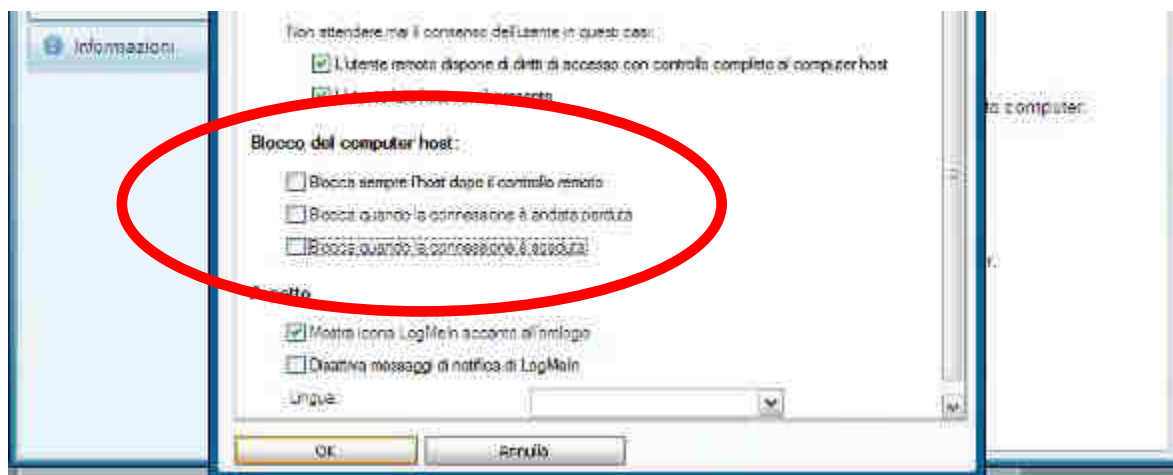 Informazioni
Non attendere mai il consenso dell'utente in questi casi:
L'utente remoto dispone di diritti di accesso con controllo completo al computer host
to computer.
Blocco del computer host:
Blocca sempre l'host dopo il controllo remoto
Blocca quando la connessione è andata perduta
Blocca quando la connessione è scaduta
r.
Mostra icona LogMeIn accanto all'orologio
Disattiva messaggi di notifica di LogMeIn
Lingua:
OK
Annulla